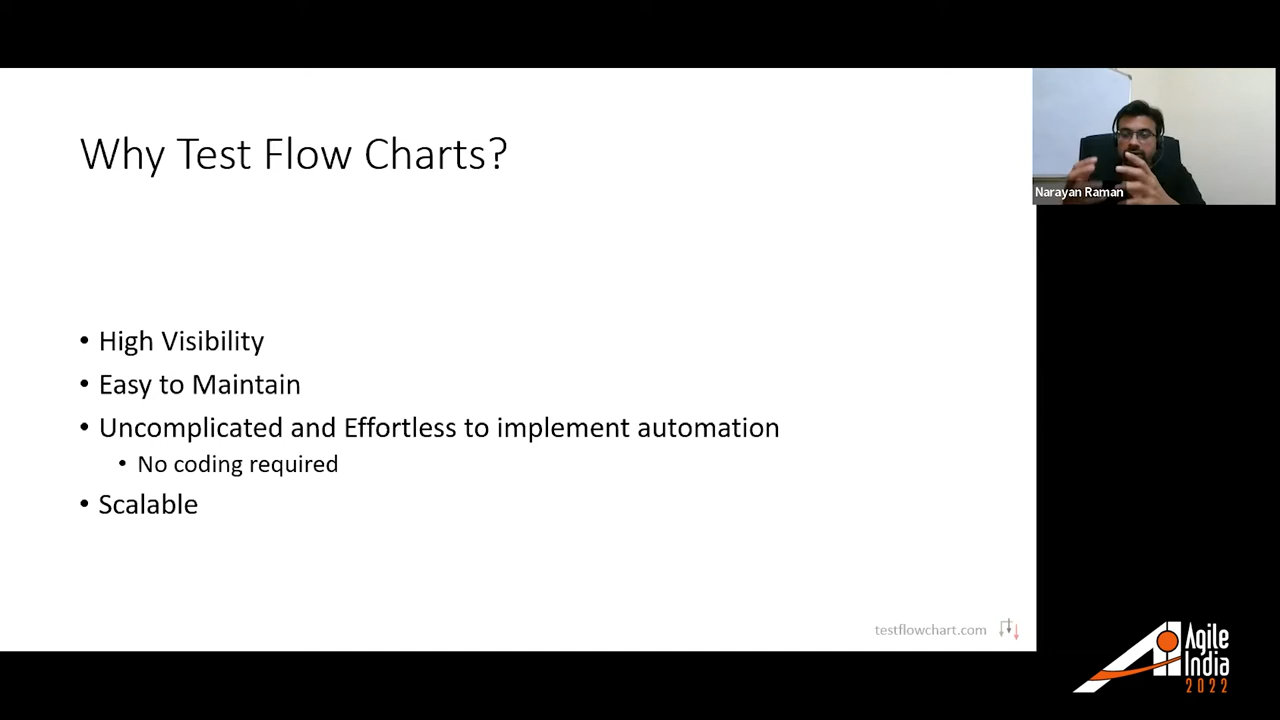 Why Test Flow Charts?
Narayan Raman
• High Visibility
• Easy to Maintain
• Uncomplicated and Effortless to implement automation
• No coding required
• Scalable
testflowchart.com
Agile
India
2022